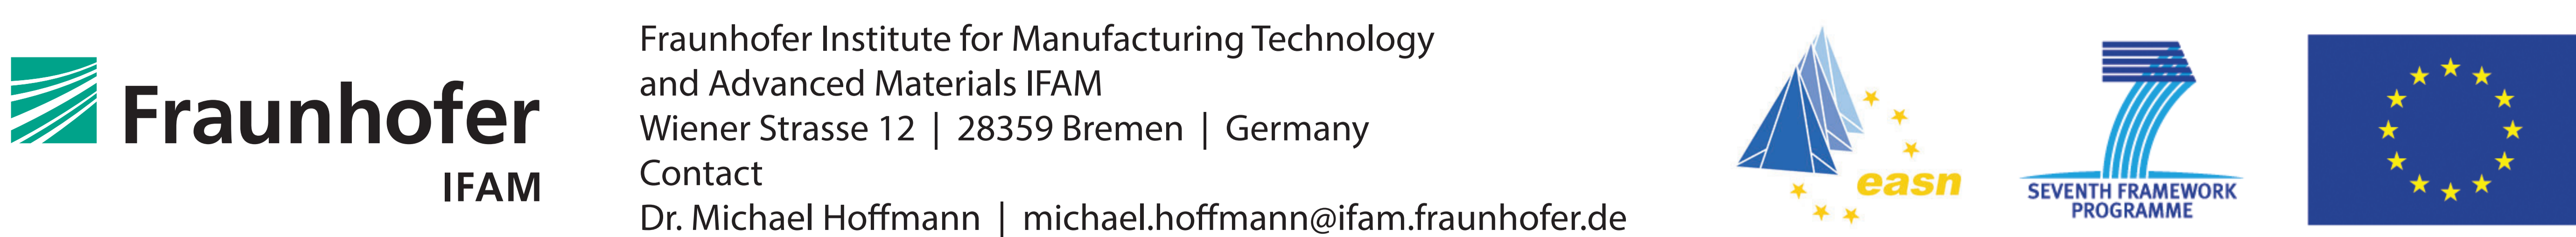 Fraunhofer
IFAM
Fraunhofer Institute for Manufacturing Technology
and Advanced Materials IFAM
Wiener Strasse 12 | 28359 Bremen | Germany
Contact
Dr. Michael Hoffmann | michael.hoffmann@ifam.fraunhofer.de
easn
SEVENTH FRAMEWORK
PROGRAMME